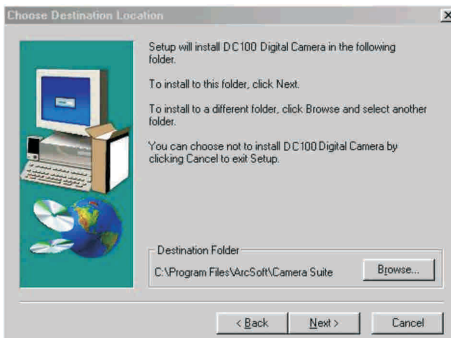 Choose Destination Location
Setup will install DC100 Digital Camera in the following
folder.
To install to this folder, click Next.
To install to a different folder, click Browse and select another
folder.
You can choose not to install DC100 Digital Camera by
clicking Cancel to exit Setup.
Destination Folder
C:\Program Files\ArcSoft\Camera Suite
Browse...
< Back
Next >
Cancel